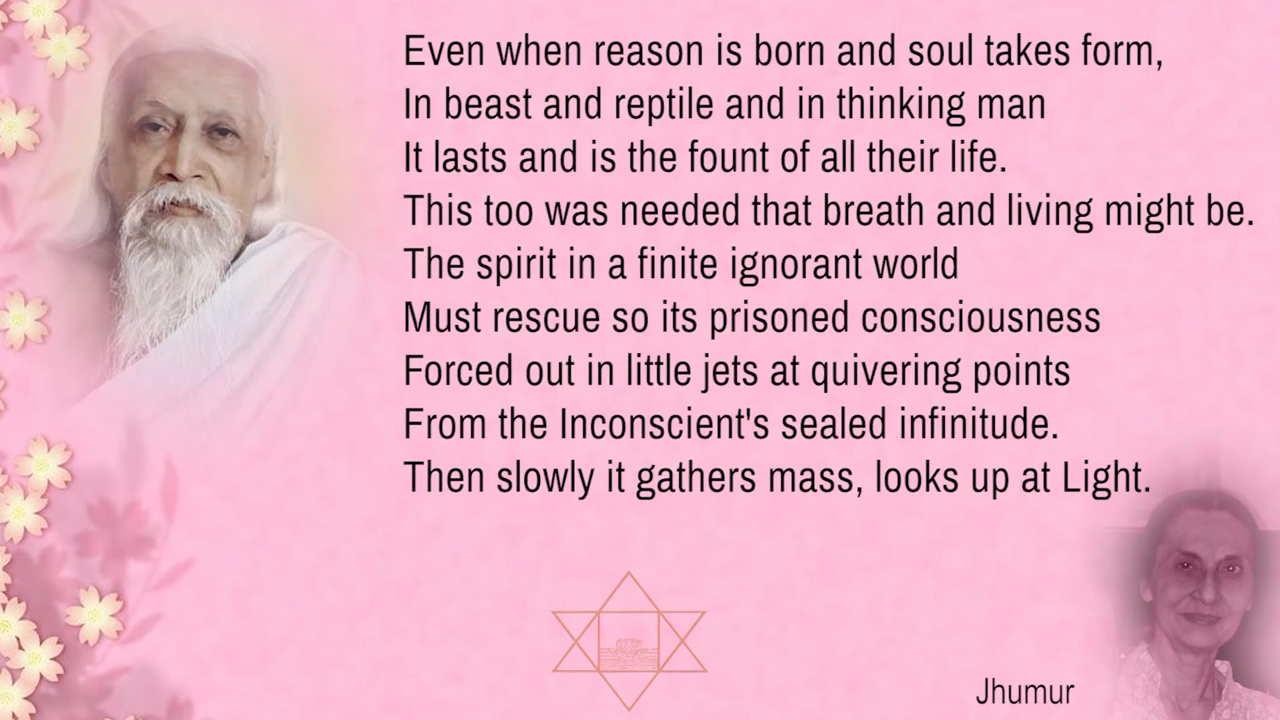 Even when reason is born and soul takes form,
In beast and reptile and in thinking man
It lasts and is the fount of all their life.
This too was needed that breath and living might be.
The spirit in a finite ignorant world
Must rescue so its prisoned consciousness
Forced out in little jets at quivering points
From the Inconscient's sealed infinitude.
Then slowly it gathers mass, looks up at Light.
Jhumur